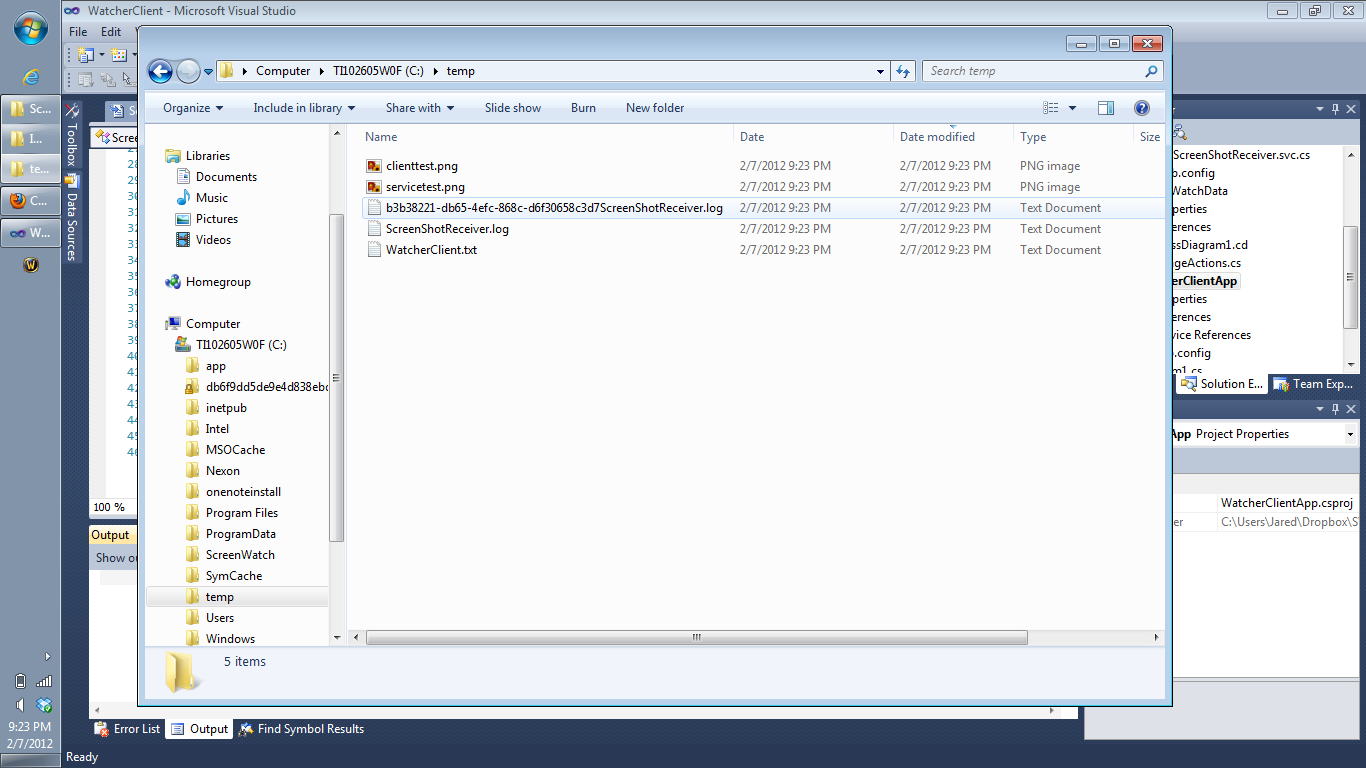 WatcherClient - Microsoft Visual Studio
File Edit
Computer TI102605W0F (C:) temp
Search temp
Organize Include in library Share with Slide show Burn New folder
Name Date Date modified Type Size
clienttest.png 2/7/2012 9:23 PM 2/7/2012 9:23 PM PNG image
servicetest.png 2/7/2012 9:23 PM 2/7/2012 9:23 PM PNG image
b3b38221-db65-4efc-868c-d6f30658c3d7ScreenShotReceiver.log 2/7/2012 9:23 PM 2/7/2012 9:23 PM Text Document
ScreenShotReceiver.log 2/7/2012 9:23 PM 2/7/2012 9:23 PM Text Document
WatcherClient.txt 2/7/2012 9:23 PM 2/7/2012 9:23 PM Text Document
Libraries
Documents
Music
Pictures
Videos
Homegroup
Computer
TI102605W0F (C:)
app
db6f9dd5de9e4d838ebc
inetpub
Intel
MSOCache
Nexon
onenoteinstall
Program Files
ProgramData
ScreenWatch
SymCache
temp
Users
Windows
5 items
Sc...
I...
te...
C...
W...
Toolbox
Data Sources
Scree
28
29
30
31
32
33
34
35
36
37
38
39
40
41
42
43
44
45
46
100 %
Output
Show ou
ScreenShotReceiver.svc.cs
p.config
WatchData
perties
erences
ssDiagram1.cd
geActions.cs
erClientApp
perties
erences
vice References
p.config
m1.cs
Solution E... Team Exp...
App Project Properties
WatcherClientApp.csproj
er C:\Users\Jared\Dropbox\S
Error List Output Find Symbol Results
Ready
9:23 PM
2/7/2012